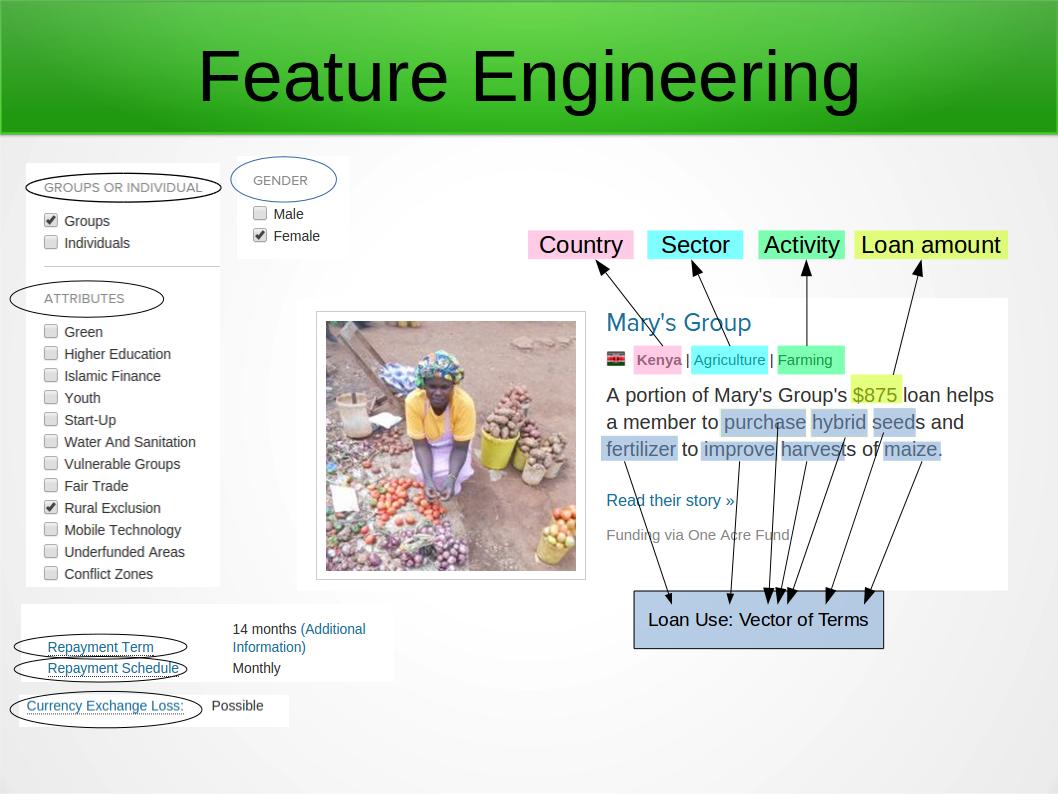 Feature Engineering
GROUPS OR INDIVIDUAL
Groups
Individuals
ATTRIBUTES
Green
Higher Education
Islamic Finance
Youth
Start-Up
Water And Sanitation
Vulnerable Groups
Fair Trade
Rural Exclusion
Mobile Technology
Underfunded Areas
Conflict Zones
GENDER
Male
Female
Country Sector Activity Loan amount
Mary's Group
Kenya | Agriculture | Farming
A portion of Mary's Group's $875 loan helps
a member to purchase hybrid seeds and
fertilizer to improve harvests of maize.
Read their story »
Funding via One Acre Fund
Loan Use: Vector of Terms
Repayment Term 14 months (Additional
Information)
Repayment Schedule Monthly
Currency Exchange Loss: Possible